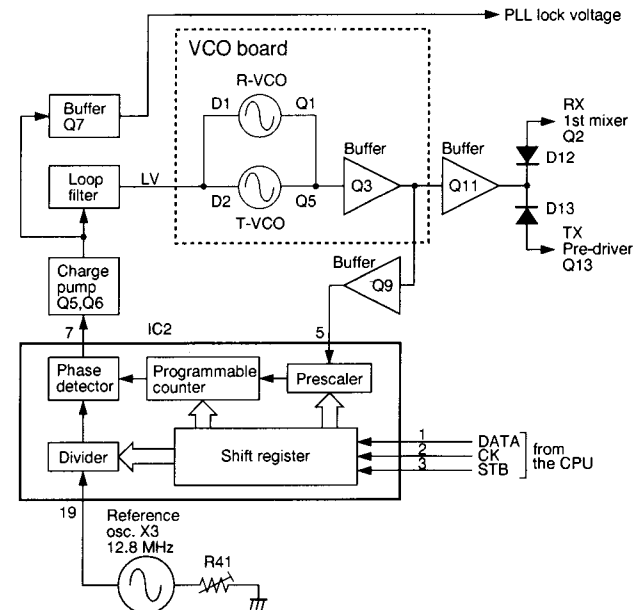 PLL lock voltage
VCO board
R-VCO
D1
Q1
Buffer
Q7
RX
1st mixer
Q2
Loop
filter
LV
D2
Q5
T-VCO
Buffer
Q3
Buffer
Q11
D12
D13
TX
Pre-driver
Q13
Charge
pump
Q5,Q6
Buffer
Q9
7
IC2
5
Phase
detector
Programmable
counter
Prescaler
Divider
Shift register
1
DATA
2
CK
3
STB
from
the CPU
19
Reference
osc. X3
12.8 MHz
R41